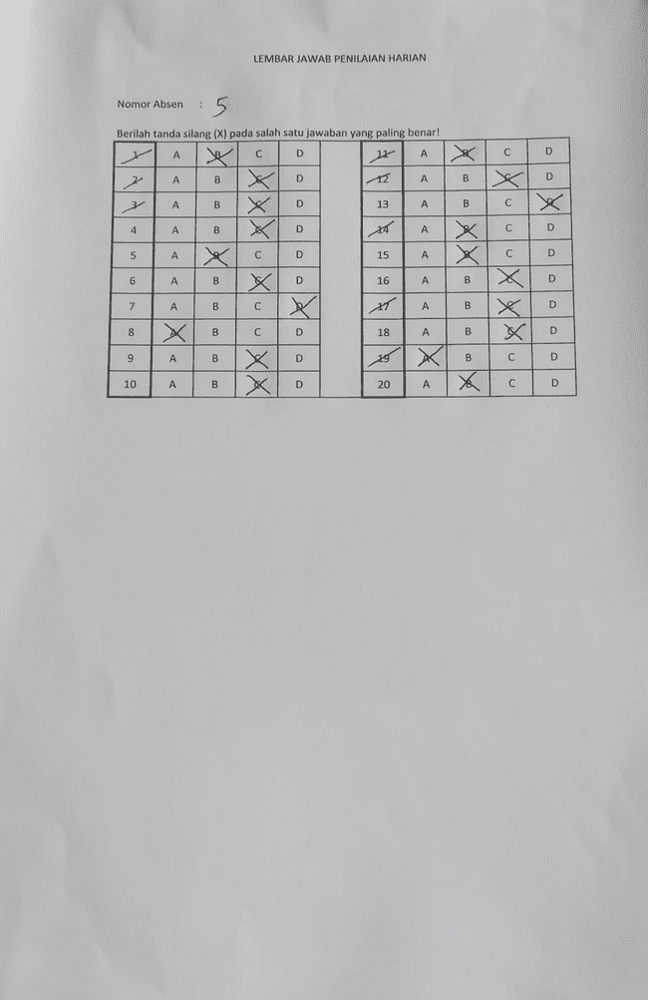 LEMBAR JAWAB PENILAIAN HARIAN
Nomor Absen : 5
Berilah tanda silang (X) pada salah satu jawaban yang paling benar!
1 A B C D 11 A B C D
2 A B C D 12 A B C D
3 A B C D 13 A B C D
4 A B C D 14 A B C D
5 A B C D 15 A B C D
6 A B C D 16 A B C D
7 A B C D 17 A B C D
8 A B C D 18 A B C D
9 A B C D 19 A B C D
10 A B C D 20 A B C D